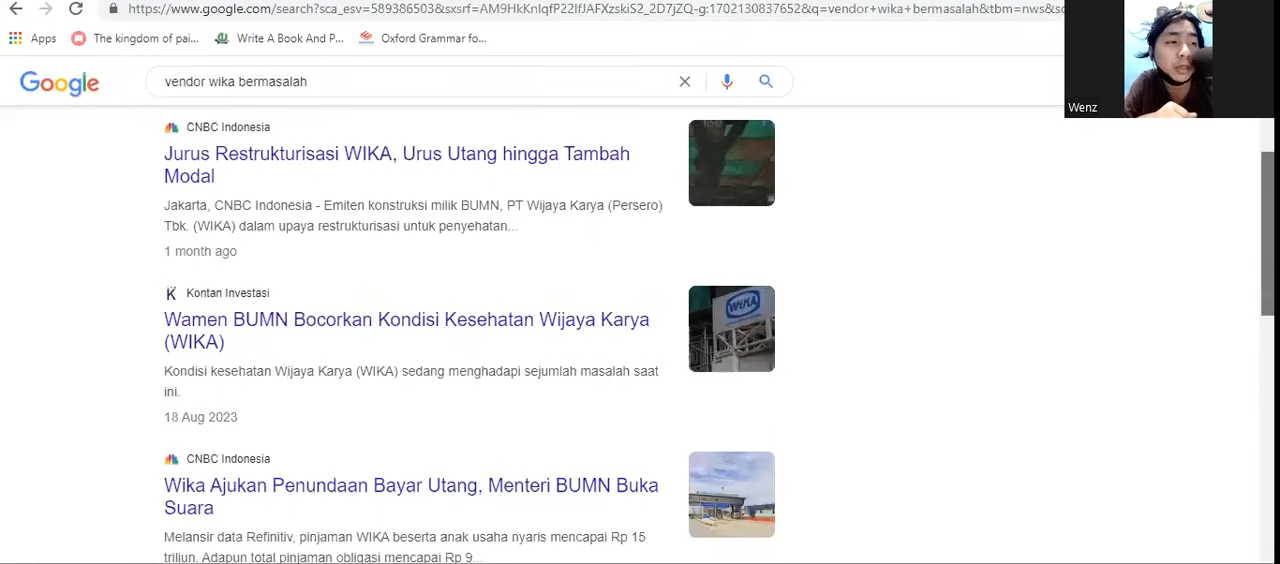 https://www.google.com/search?sca_esv=589386503&sxsrf=AM9HkKnIqfP22IfJAFXzskiS2_2D7jZQ-g:1702130837652&q=vendor+wika+bermasalah&tbm=nws&so
Apps
The kingdom of pai...
Write A Book And P...
Oxford Grammar fo...
Wenz
Google
vendor wika bermasalah
CNBC Indonesia
Jurus Restrukturisasi WIKA, Urus Utang hingga Tambah
Modal
Jakarta, CNBC Indonesia - Emiten konstruksi milik BUMN, PT Wijaya Karya (Persero)
Tbk. (WIKA) dalam upaya restrukturisasi untuk penyehatan...
1 month ago
Kontan Investasi
Wamen BUMN Bocorkan Kondisi Kesehatan Wijaya Karya
(WIKA)
WIKA
Kondisi kesehatan Wijaya Karya (WIKA) sedang menghadapi sejumlah masalah saat
ini.
18 Aug 2023
CNBC Indonesia
Wika Ajukan Penundaan Bayar Utang, Menteri BUMN Buka
Suara
Melansir data Refinitiv, pinjaman WIKA beserta anak usaha nyaris mencapai Rp 15
triliun. Adapun total pinjaman obligasi mencapai Rp 9...